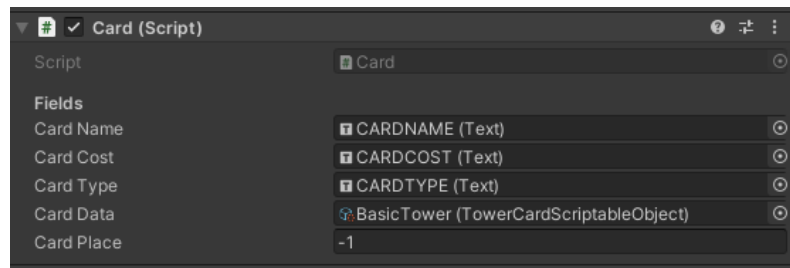 Card (Script)
Script Card
Fields
Card Name CARDNAME (Text)
Card Cost CARDCOST (Text)
Card Type CARDTYPE (Text)
Card Data BasicTower (TowerCardScriptableObject)
Card Place -1